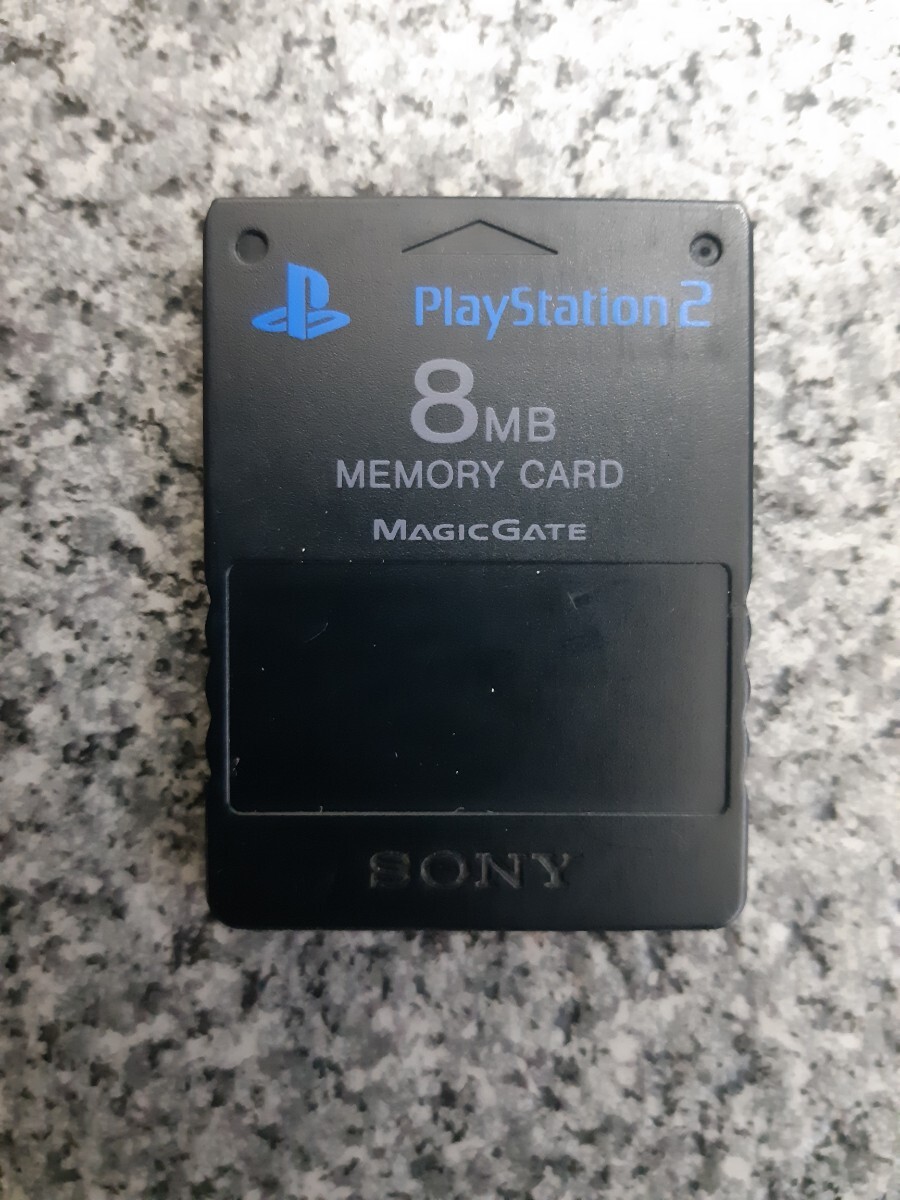 PlayStation 2
8MB
MEMORY CARD
MAGICGATE
SONY